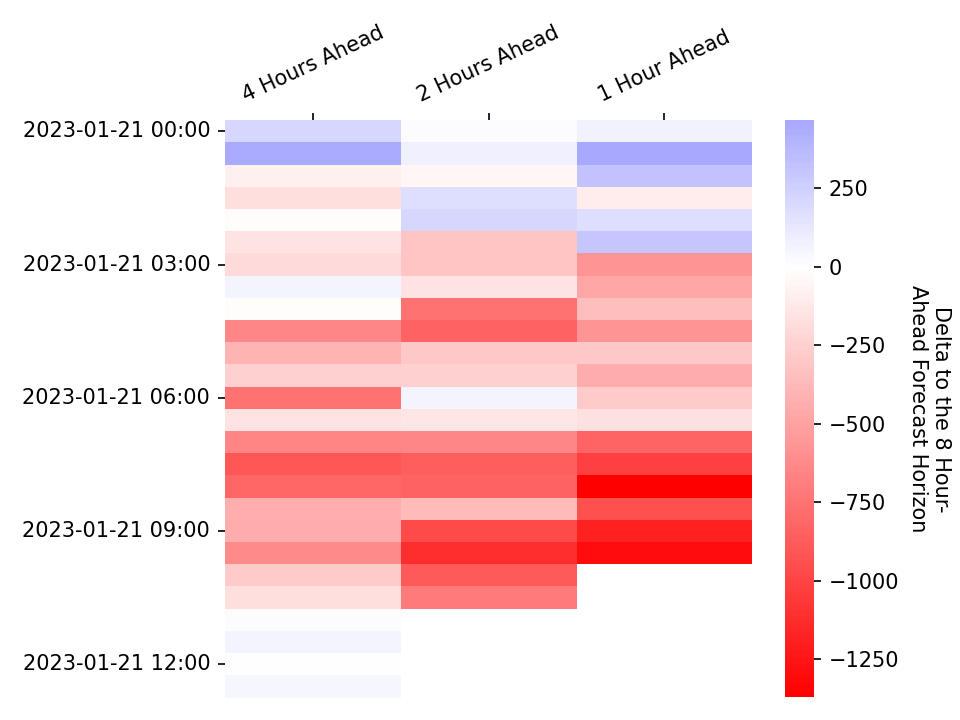 4 Hours Ahead
2 Hours Ahead
1 Hour Ahead
2023-01-21 00:00
2023-01-21 03:00
2023-01-21 06:00
2023-01-21 09:00
2023-01-21 12:00
250
0
−250
−500
−750
−1000
−1250
Delta to the 8 Hour-
Ahead Forecast Horizon